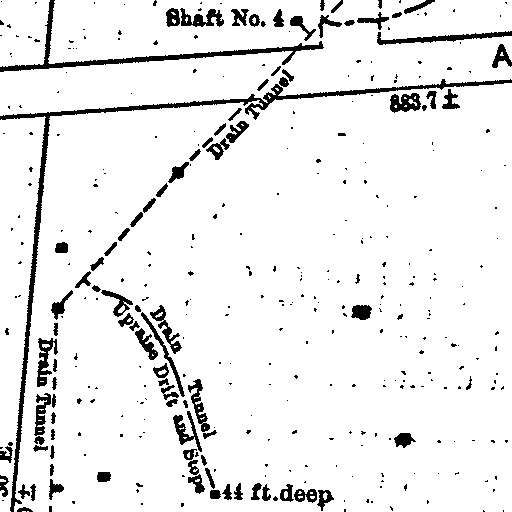 Shaft No. 4
A
883.7±
Drain Tunnel
Drain Tunnel
Upraise Drift and Stope
Drain Tunnel
44 ft.deep
E.